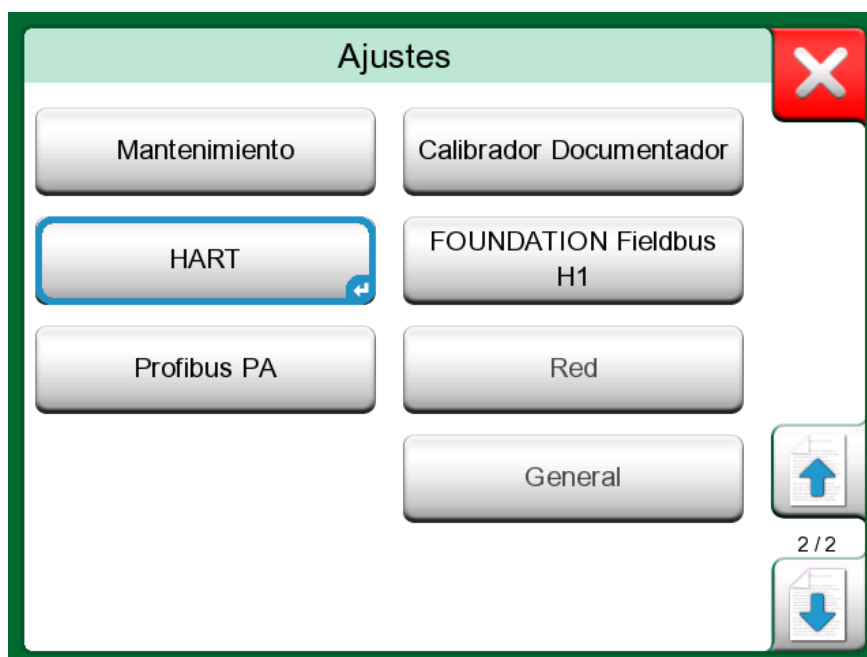 Ajustes
Mantenimiento
Calibrador Documentador
HART
FOUNDATION Fieldbus
H1
Profibus PA
Red
General
2 / 2